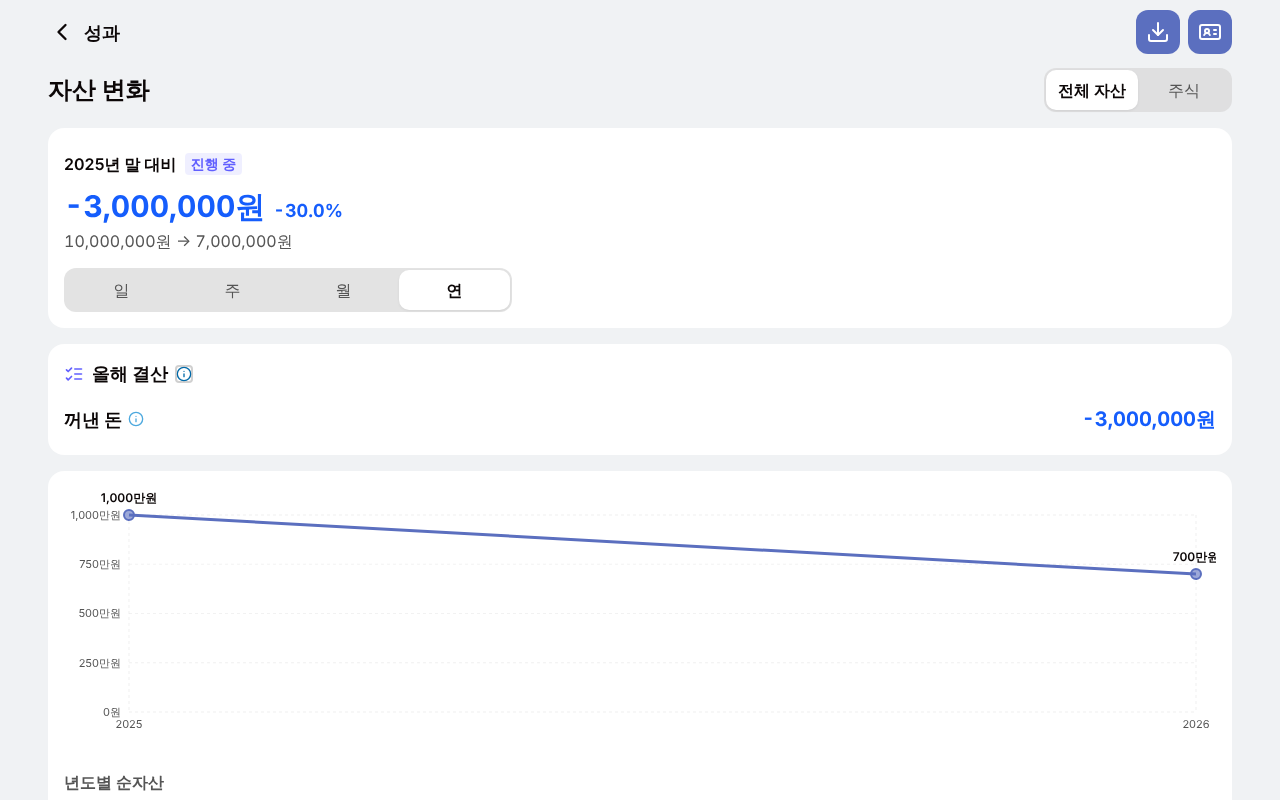 성과
자산 변화
전체 자산 주식
2025년 말 대비 진행 중
-3,000,000원 -30.0%
10,000,000원 → 7,000,000원
일 주 월 연
올해 결산
꺼낸 돈 -3,000,000원
1,000만원
1,000만원
700만원
750만원
500만원
250만원
0원
2025 2026
년도별 순자산